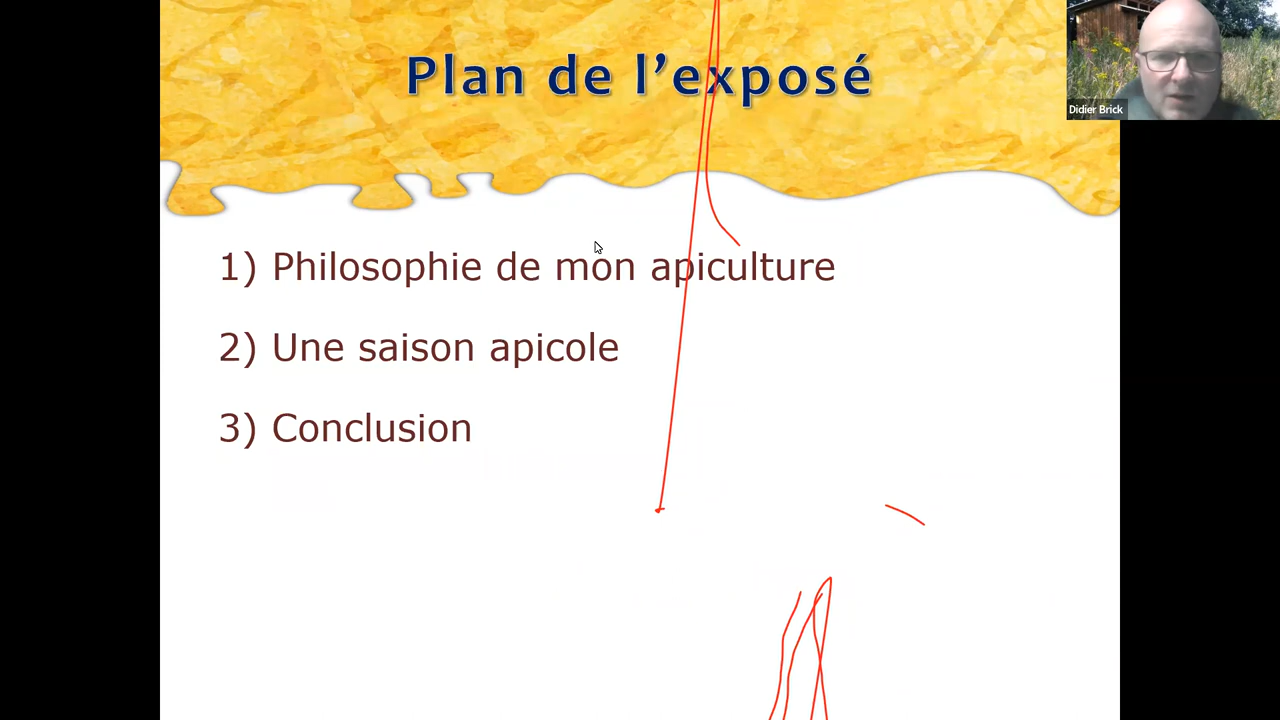 Plan de l’exposé
Didier Brick
1) Philosophie de mon apiculture
2) Une saison apicole
3) Conclusion